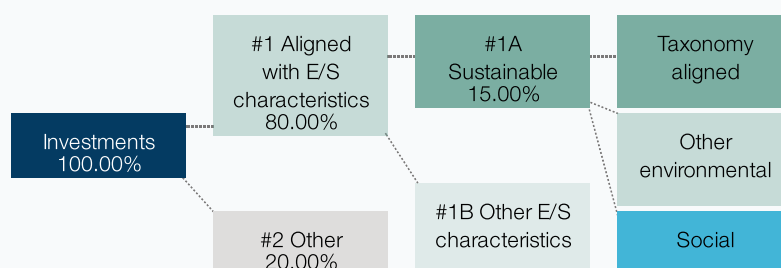 #1 Aligned
with E/S
characteristics
80.00%
#1A
Sustainable
15.00%
Taxonomy
aligned
Investments
100.00%
Other
environmental
#1B Other E/S
characteristics
#2 Other
20.00%
Social